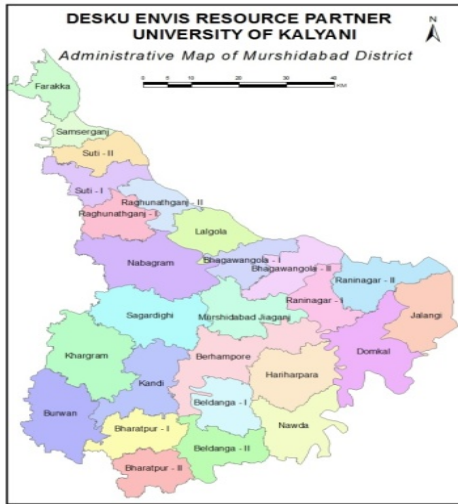 DESKU ENVIS RESOURCE PARTNER
UNIVERSITY OF KALYANI
N
Administrative Map of Murshidabad District
0 5 10 20 30 40
KM
Farakka
Samserganj
Suti - II
Suti - I
Raghunathganj - II
Raghunathganj - I
Lalgola
Nabagram
Bhagawangola - I
Bhagawangola - II
Raninagar - II
Raninagar - I
Jalangi
Sagardighi
Murshidabad Jiaganj
Domkal
Khargram
Berhampore
Hariharpara
Kandi
Beldanga - I
Burwan
Nawda
Bharatpur - I
Beldanga - II
Bharatpur - II